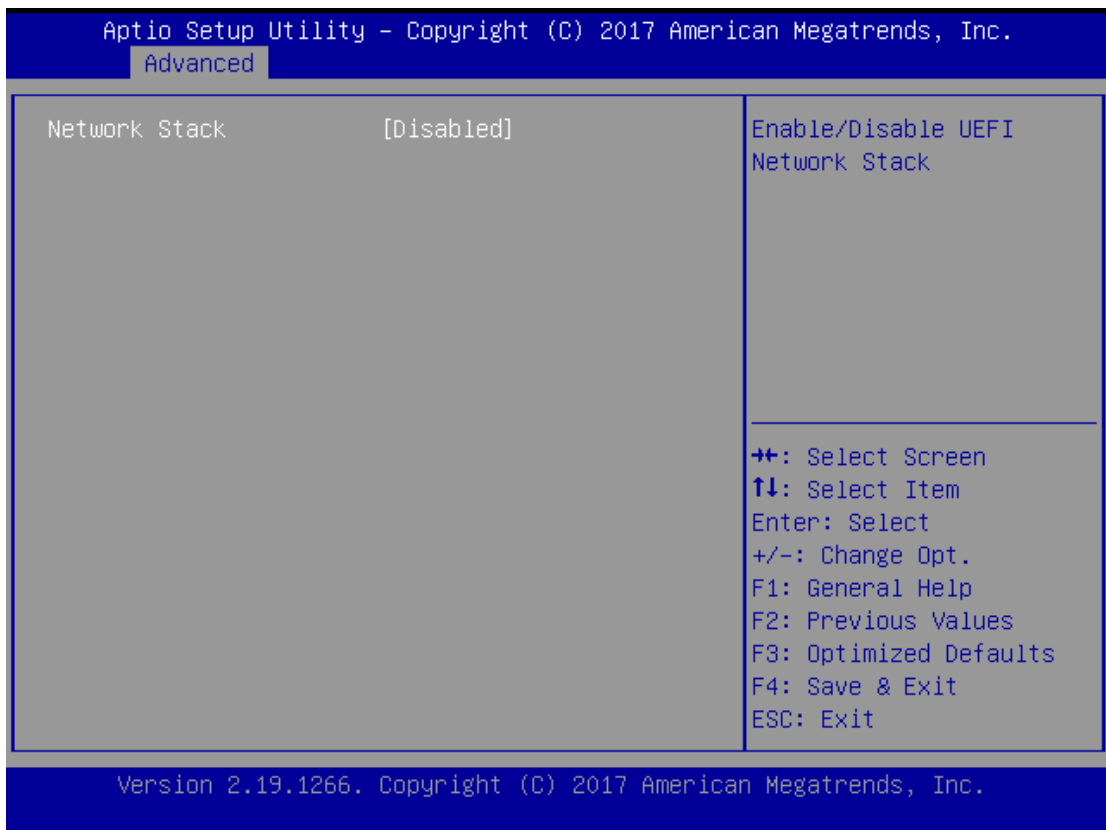 Aptio Setup Utility – Copyright (C) 2017 American Megatrends, Inc.
Advanced
Network Stack [Disabled]
Enable/Disable UEFI
Network Stack
→←: Select Screen
↑↓: Select Item
Enter: Select
+/-: Change Opt.
F1: General Help
F2: Previous Values
F3: Optimized Defaults
F4: Save & Exit
ESC: Exit
Version 2.19.1266. Copyright (C) 2017 American Megatrends, Inc.